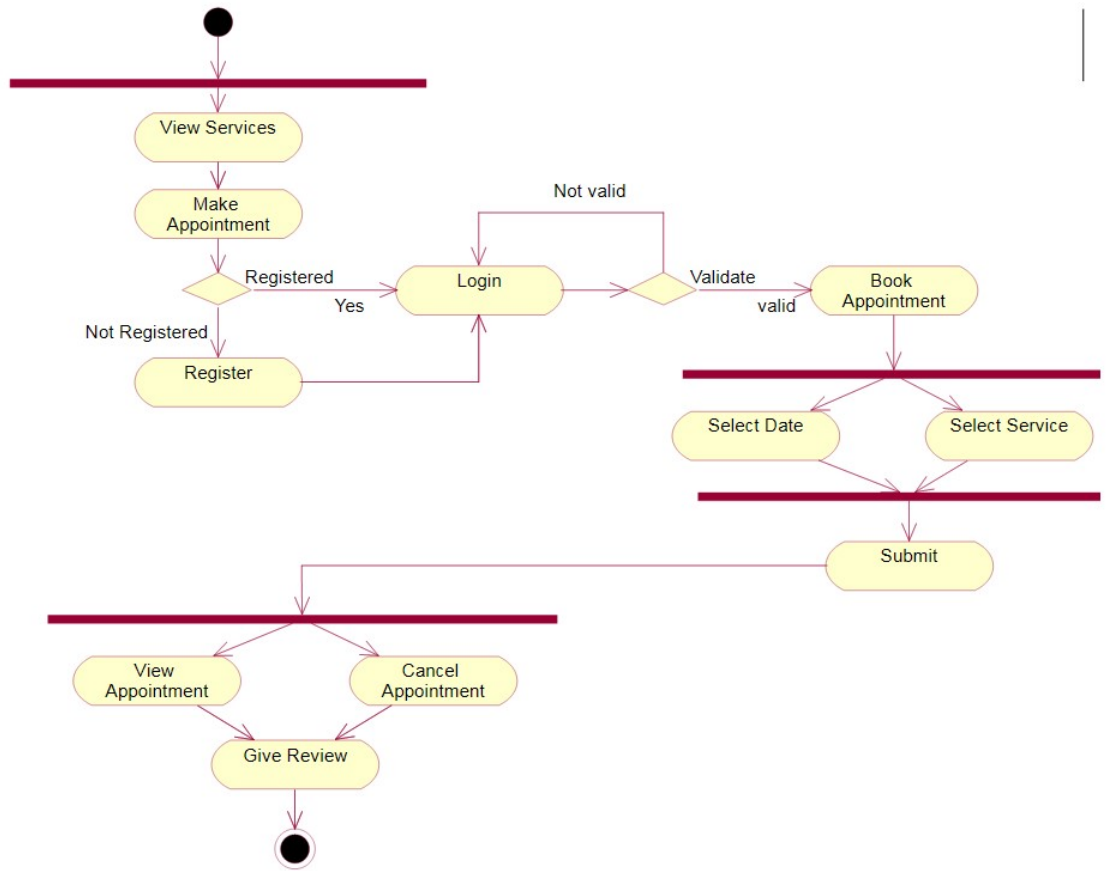 View Services
Make
Appointment
Not valid
Registered
Yes
Login
Validate
valid
Book
Appointment
Not Registered
Register
Select Date
Select Service
Submit
View
Appointment
Cancel
Appointment
Give Review